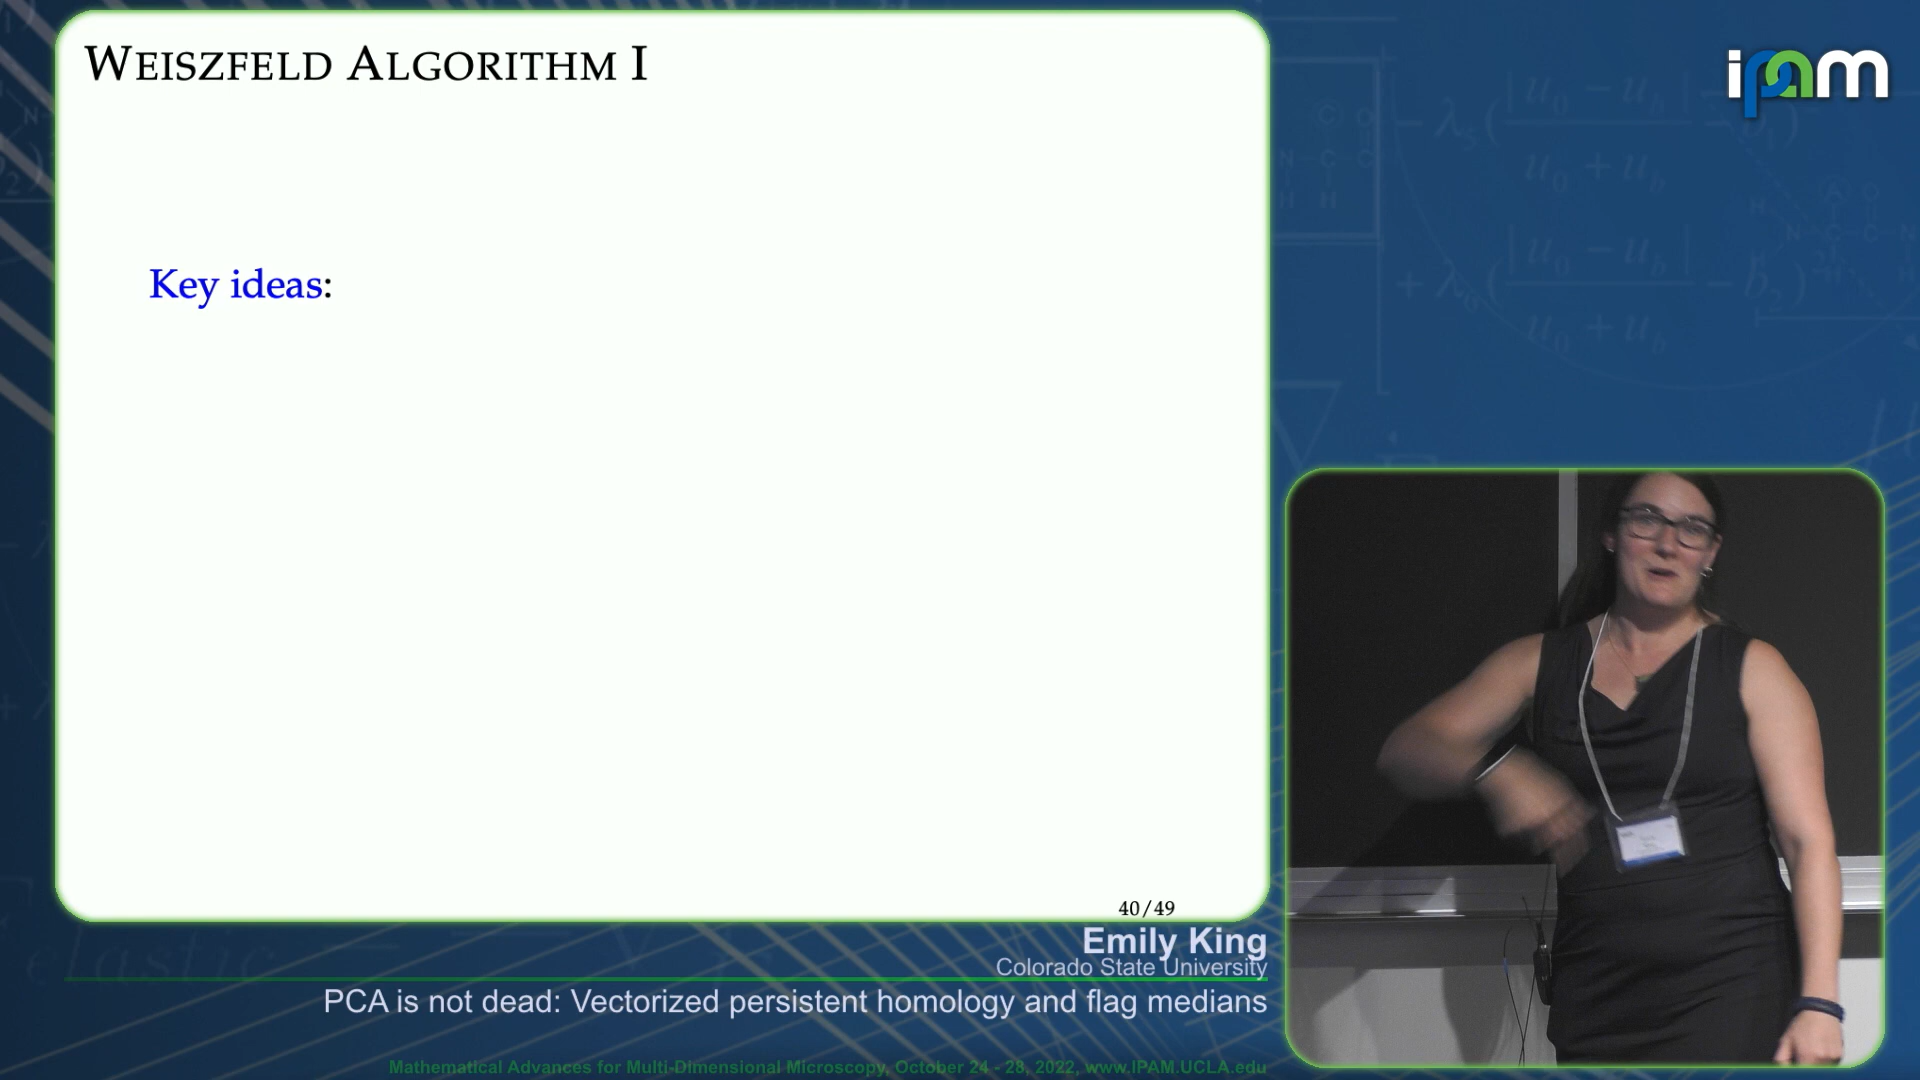 WEISZFELD ALGORITHM I
ipam
Key ideas:
40/49
Emily King
Colorado State University
PCA is not dead: Vectorized persistent homology and flag medians
Mathematical Advances for Multi-Dimensional Microscopy, October 24 - 28, 2022, www.IPAM.UCLA.edu